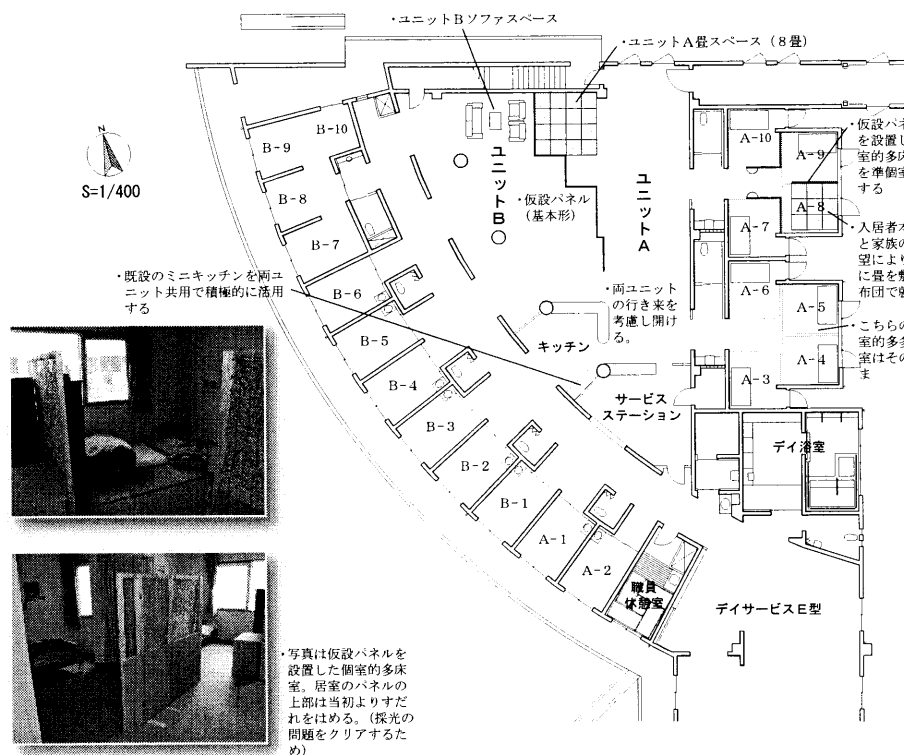 ・ユニットBソファスペース
・ユニットA畳スペース（8畳）
N
S=1/400
B-10
B-9
B-8
B-7
B-6
B-5
B-4
B-3
B-2
B-1
A-1
A-2
ユニットB
ユニットA
・仮設パネル
（基本形）
A-10
A-9
A-8
A-7
A-6
A-5
A-4
A-3
・仮設パネ
を設置し
室的多床
を準個室
する
・入居者本
と家族の
望により
に畳を敷
布団で
・こちらの
室的多
室はその
ま
・既設のミニキッチンを両ユ
ニット共用で積極的に活用
する
・両ユニット
の行き来を
考慮し開け
る。
キッチン
サービス
ステーション
デイ浴室
職員
休憩室
デイサービスE型
・写真は仮設パネルを
設置した個室的多床
室。居室のパネルの
上部は当初よりすだ
れをはめる。（採光の
問題をクリアするた
め）